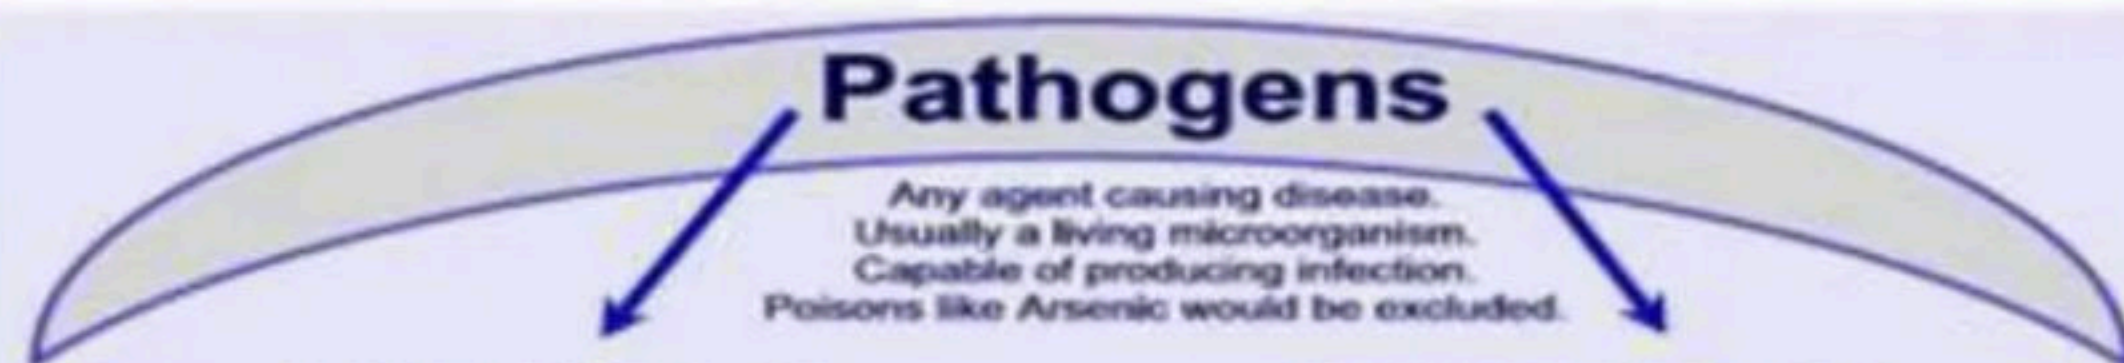 Pathogens
Any agent causing disease.
Usually a living microorganism.
Capable of producing infection.
Poisons like Arsenic would be excluded.